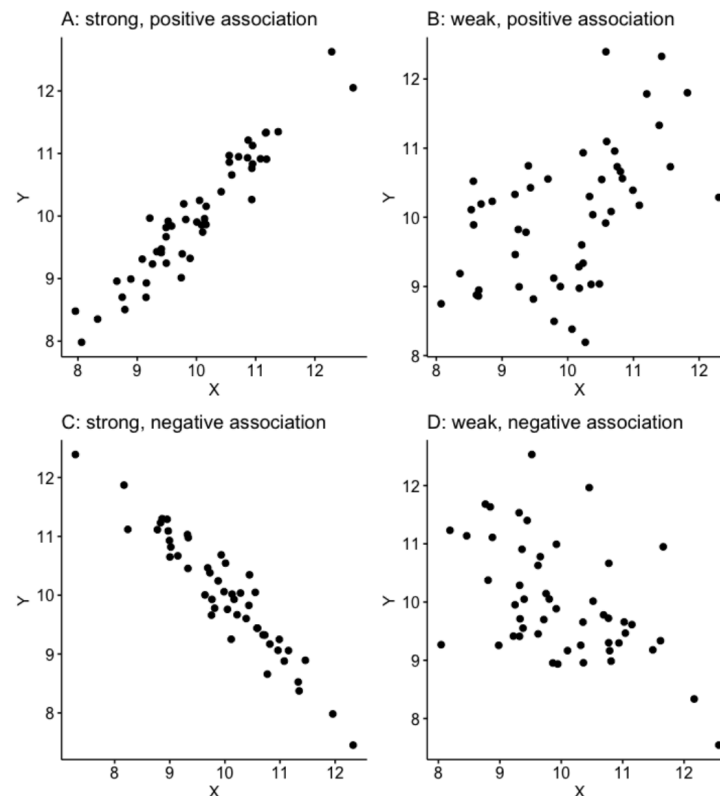 A: strong, positive association
12
11
10
9
8
Y
8 9 10 11 12
X
B: weak, positive association
12
11
10
9
8
Y
8 9 10 11 12
X
C: strong, negative association
12
11
10
9
8
Y
8 9 10 11 12
X
D: weak, negative association
12
11
10
9
8
Y
8 9 10 11 12
X